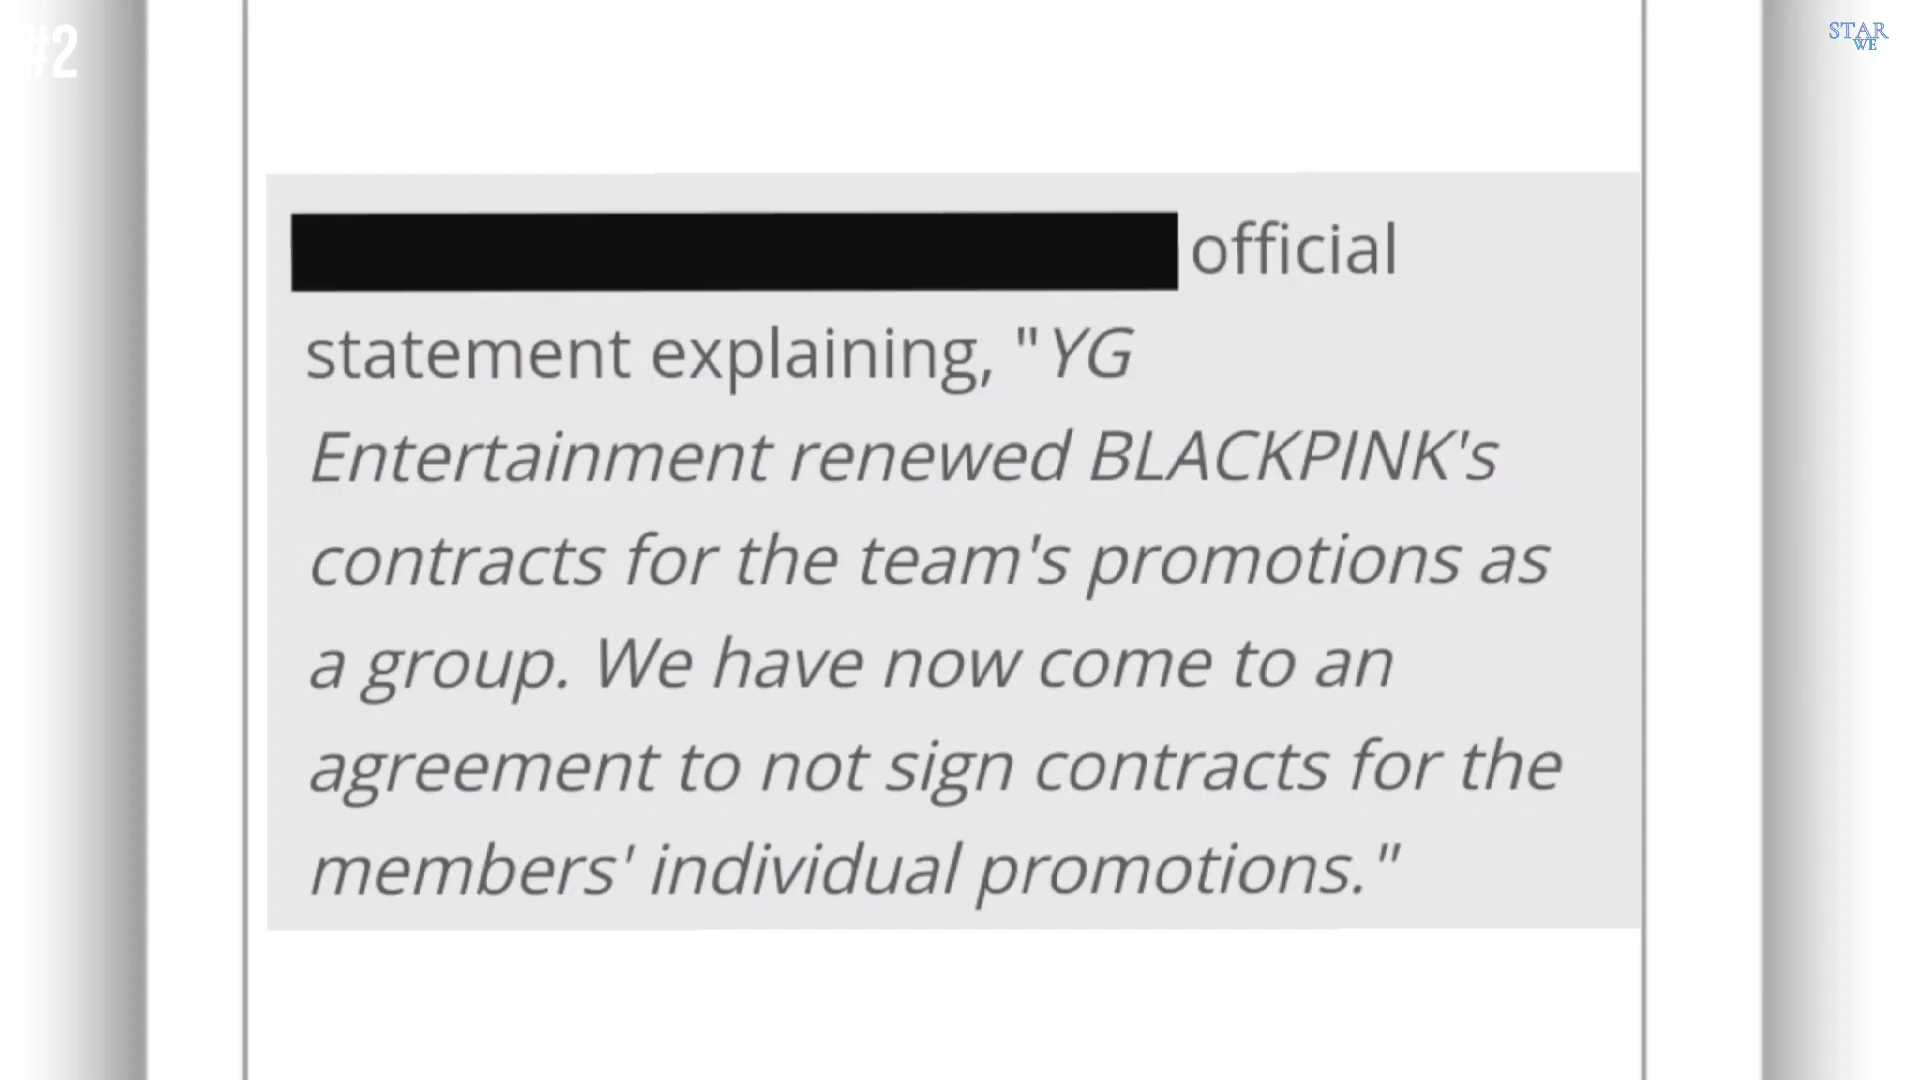 #2
STAR
WE
official
statement explaining, "YG
Entertainment renewed BLACKPINK's
contracts for the team's promotions as
a group. We have now come to an
agreement to not sign contracts for the
members' individual promotions."